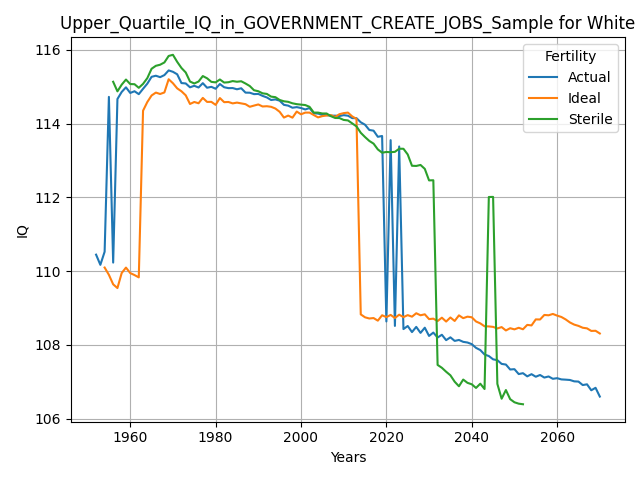 Upper_Quartile_IQ_in_GOVERNMENT_CREATE_JOBS_Sample for White
116
114
112
110
108
106
IQ
Fertility
Actual
Ideal
Sterile
1960
1980
2000
2020
2040
2060
Years